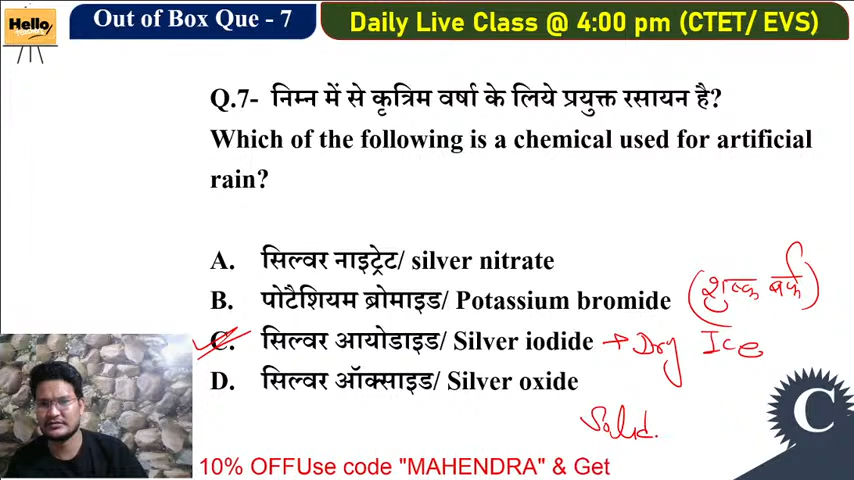 Hello
Out of Box Que - 7
Daily Live Class @ 4:00 pm (CTET/ EVS)
Q.7- निम्न में से कृत्रिम वर्षा के लिये प्रयुक्त रसायन है?
Which of the following is a chemical used for artificial
rain?
A. सिल्वर नाइट्रेट/ silver nitrate
B. पोटैशियम ब्रोमाइड/ Potassium bromide
(शुष्क बर्फ)
C. सिल्वर आयोडाइड/ Silver iodide → Dry Ice
D. सिल्वर ऑक्साइड/ Silver oxide
Solid.
C
10% OFFUse code "MAHENDRA" & Get